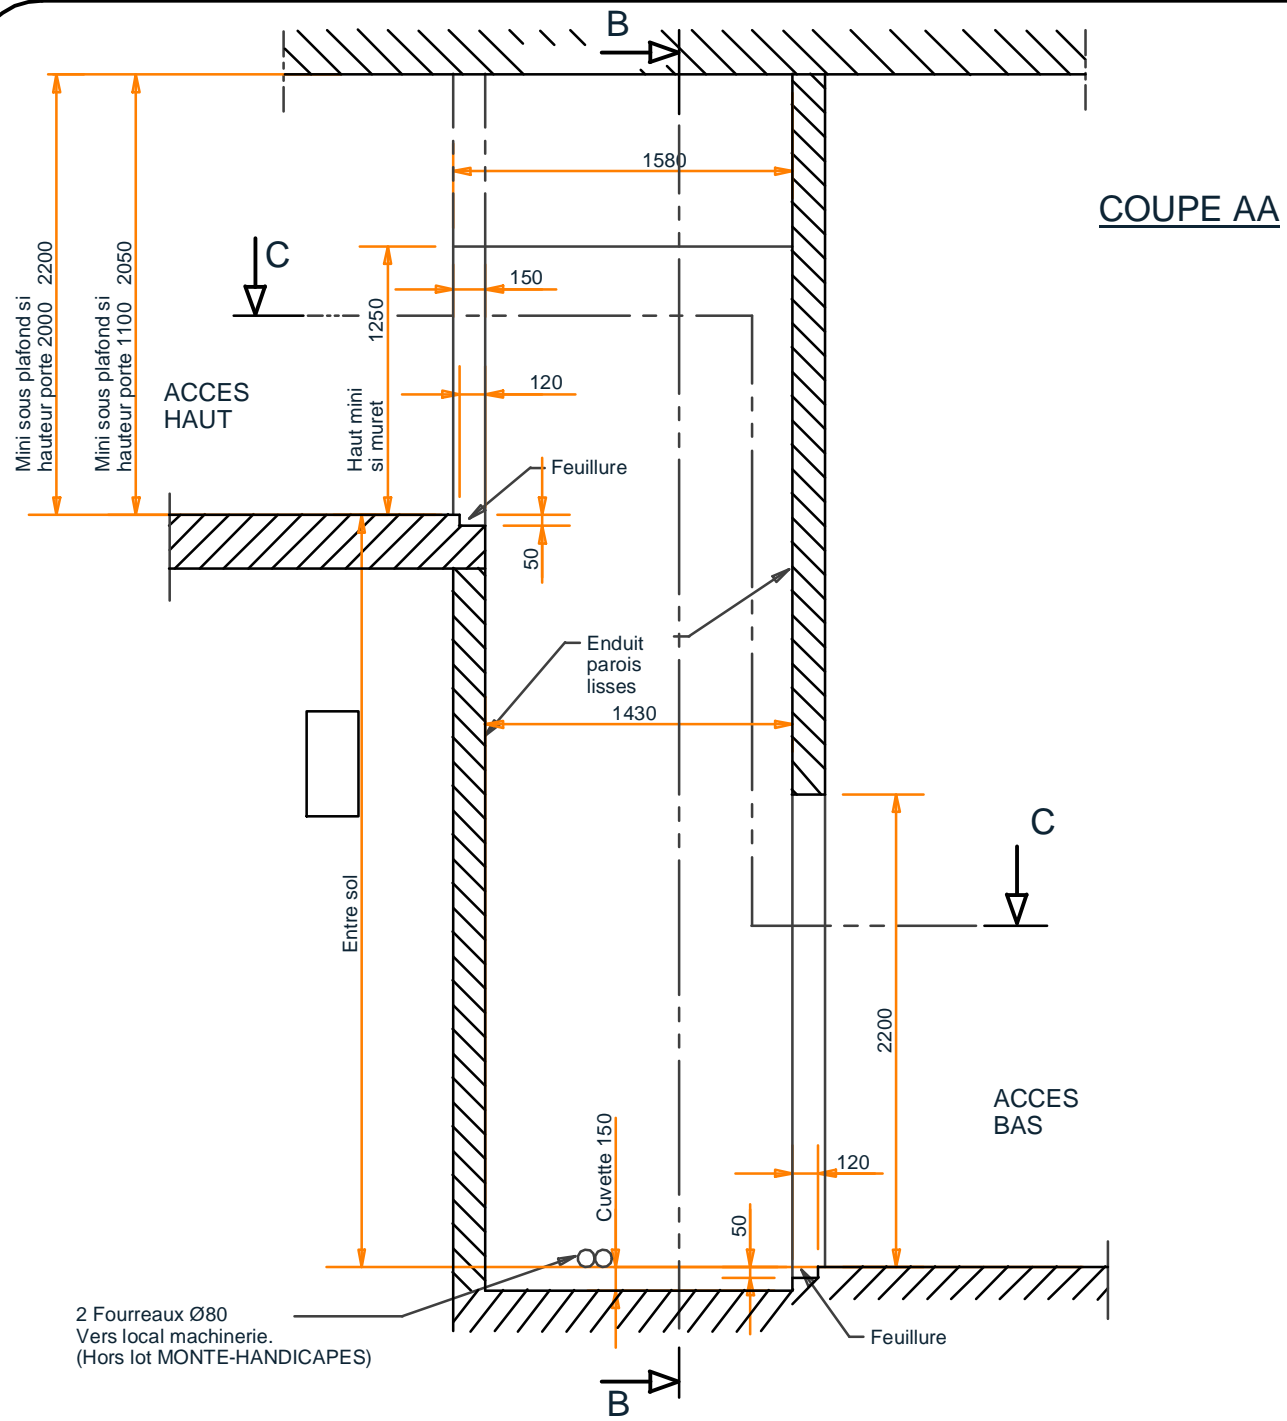 B
COUPE AA
1580
C
150
Mini sous plafond si
hauteur porte 2000 2200
Mini sous plafond si
hauteur porte 1100 2050
Haut mini
si muret
1250
ACCES
HAUT
120
Feuillure
50
Enduit
parois
lisses
1430
C
Entre sol
2200
ACCES
BAS
Cuvette 150
120
50
2 Fourreaux Ø80
Vers local machinerie.
(Hors lot MONTE-HANDICAPES)
Feuillure
B